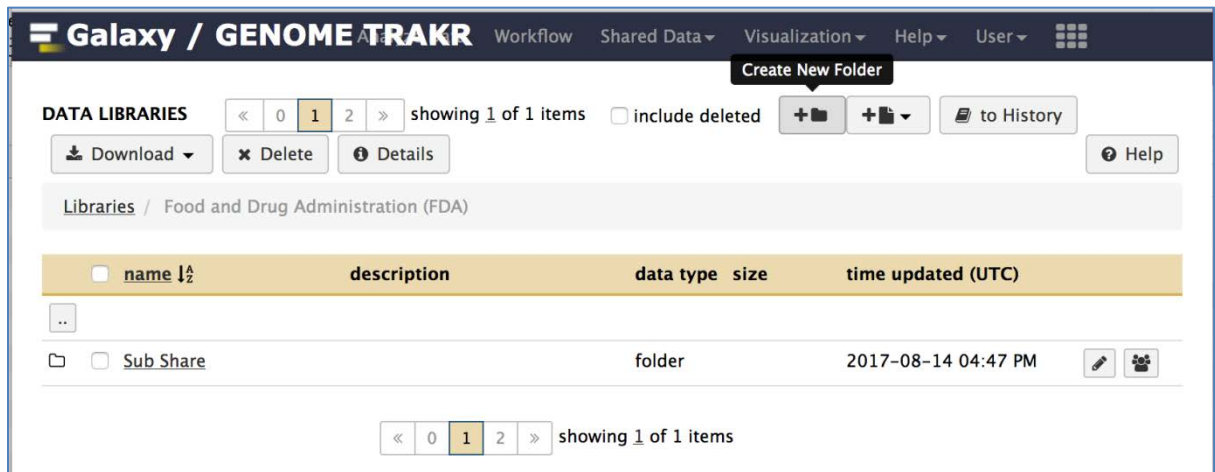 Galaxy / GENOME TRAKR Workflow Shared Data Visualization Help User
Create New Folder
DATA LIBRARIES « 0 1 2 » showing 1 of 1 items include deleted + + to History
Download × Delete Details Help
Libraries / Food and Drug Administration (FDA)
name description data type size time updated (UTC)
..
Sub Share folder 2017-08-14 04:47 PM
« 0 1 2 » showing 1 of 1 items